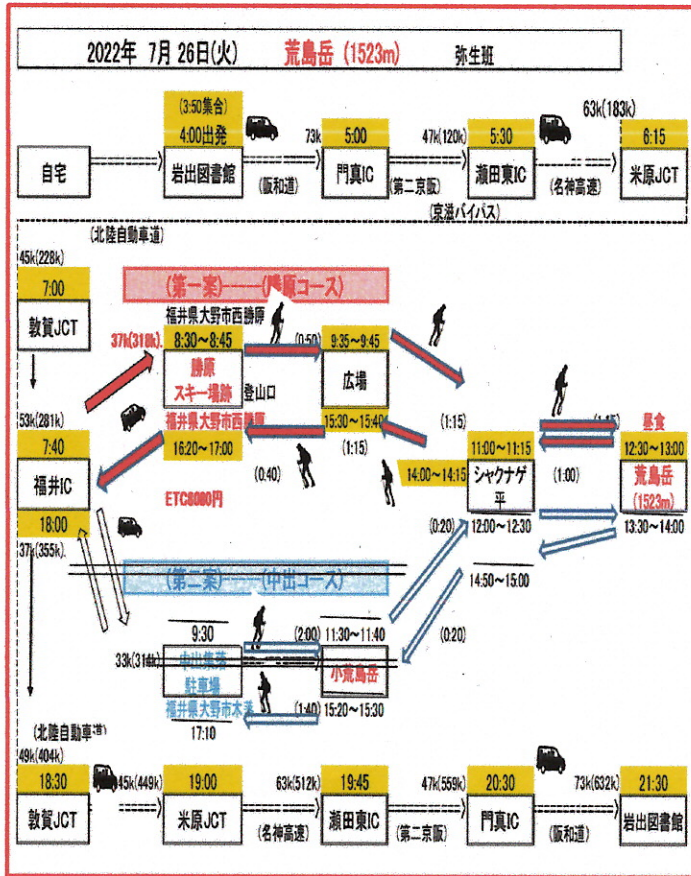 2022年 7月 26日(火) 荒島岳 (1523m) 弥生班
(3:50集合)
4:00出発
73k
5:00
47k(120k)
5:30
63k(183k)
6:15
自宅
岩出図書館
門真IC
瀬田東IC
米原JCT
(阪和道)
(第二京阪)
(京滋バイパス)
(名神高速)
(北陸自動車道)
45k(228k)
7:00
敦賀JCT
(第一案)-----(勝原コース)
福井県大野市西勝原
37k(318k).
8:30～8:45
(0:50)
9:35～9:45
勝原
スキー場跡
登山口
広場
福井県大野市西勝原
16:20～17:00
(0.40)
15:30～15:40
(1:15)
(1:15)
53k(281k)
7:40
福井IC
18:00
37k(355k).
ETC8080円
11:00～11:15
14:00～14:15
シャクナゲ
平
12:00～12:30
14:50～15:00
(1:00)
昼食
12:30～13:00
荒島岳
(1523m)
13:30～14:00
(0:20)
(0:20)
(第二案)-----(中出コース)
9:30
(2:00)
11:30～11:40
33k(314k)
中出集落
駐車場
小荒島岳
(1:40)
15:20～15:30
17:10
(北陸自動車道)
49k(404k)
18:30
45k(449k)
19:00
63k(512k)
19:45
47k(559k)
20:30
73k(632k)
21:30
敦賀JCT
米原JCT
瀬田東IC
門真IC
岩出図書館
(名神高速)
(第二京阪)
(阪和道)